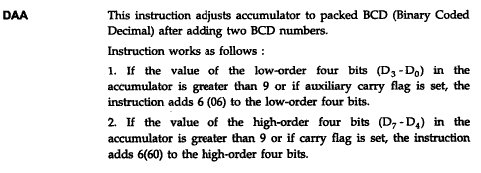 DAA This instruction adjusts accumulator to packed BCD (Binary Coded
Decimal) after adding two BCD numbers.
Instruction works as follows :
1. If the value of the low-order four bits (D₃ - D₀) in the
accumulator is greater than 9 or if auxiliary carry flag is set, the
instruction adds 6 (06) to the low-order four bits.
2. If the value of the high-order four bits (D₇ - D₄) in the
accumulator is greater than 9 or if carry flag is set, the instruction
adds 6(60) to the high-order four bits.